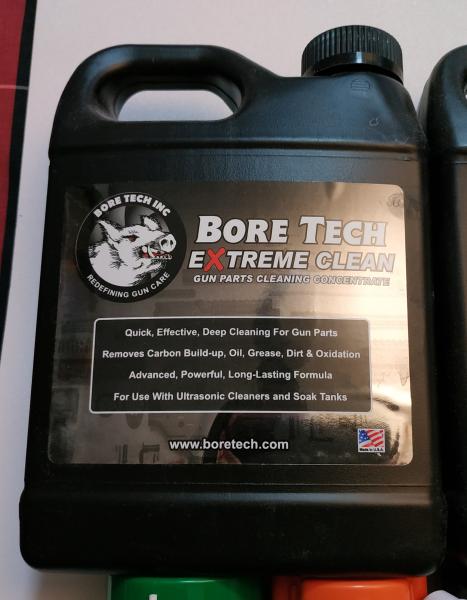 BORE TECH INC
REDEFINING GUN CARE
BORE TECH
EXTREME CLEAN
GUN PARTS CLEANING CONCENTRATE
Quick, Effective, Deep Cleaning For Gun Parts
Removes Carbon Build-up, Oil, Grease, Dirt & Oxidation
Advanced, Powerful, Long-Lasting Formula
For Use With Ultrasonic Cleaners and Soak Tanks
www.boretech.com
Made in U.S.A.